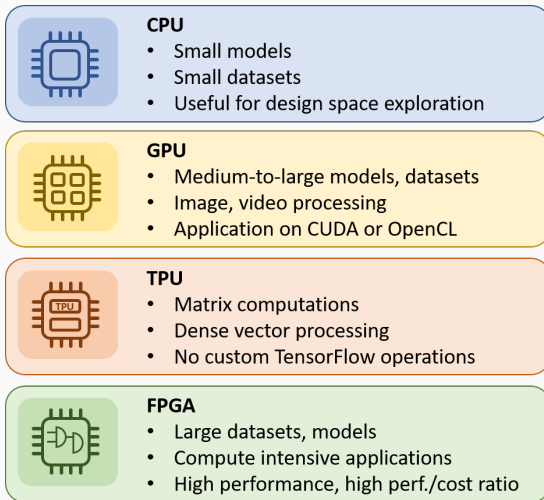 CPU
• Small models
• Small datasets
• Useful for design space exploration
GPU
• Medium-to-large models, datasets
• Image, video processing
• Application on CUDA or OpenCL
TPU
TPU
• Matrix computations
• Dense vector processing
• No custom TensorFlow operations
FPGA
• Large datasets, models
• Compute intensive applications
• High performance, high perf./cost ratio